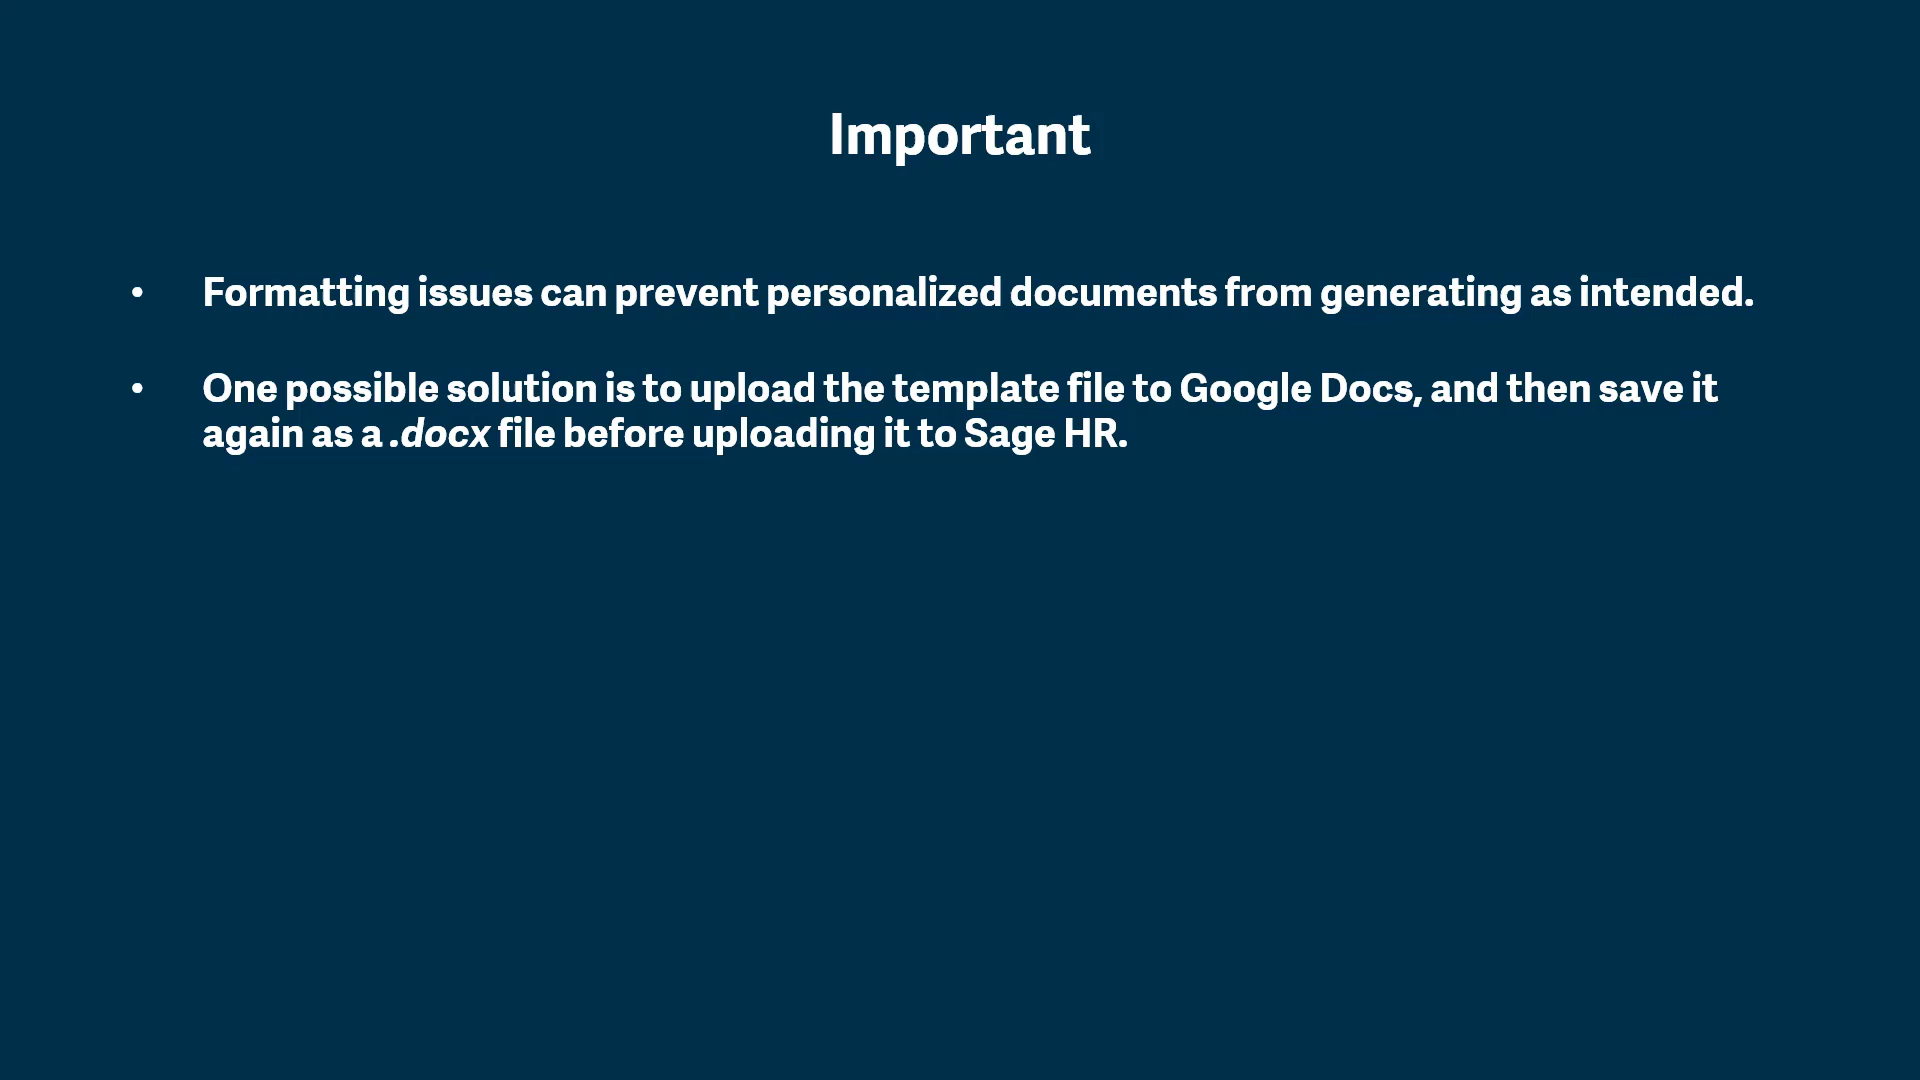 Important
• Formatting issues can prevent personalized documents from generating as intended.
• One possible solution is to upload the template file to Google Docs, and then save it
again as a .docx file before uploading it to Sage HR.